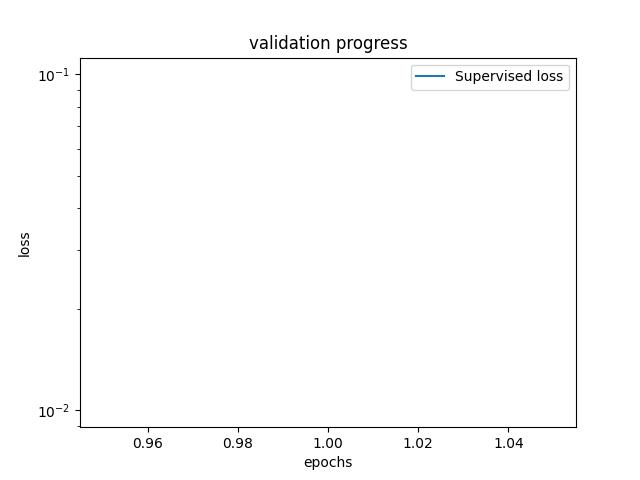 validation progress
Supervised loss
10⁻¹
loss
10⁻²
0.96 0.98 1.00 1.02 1.04
epochs